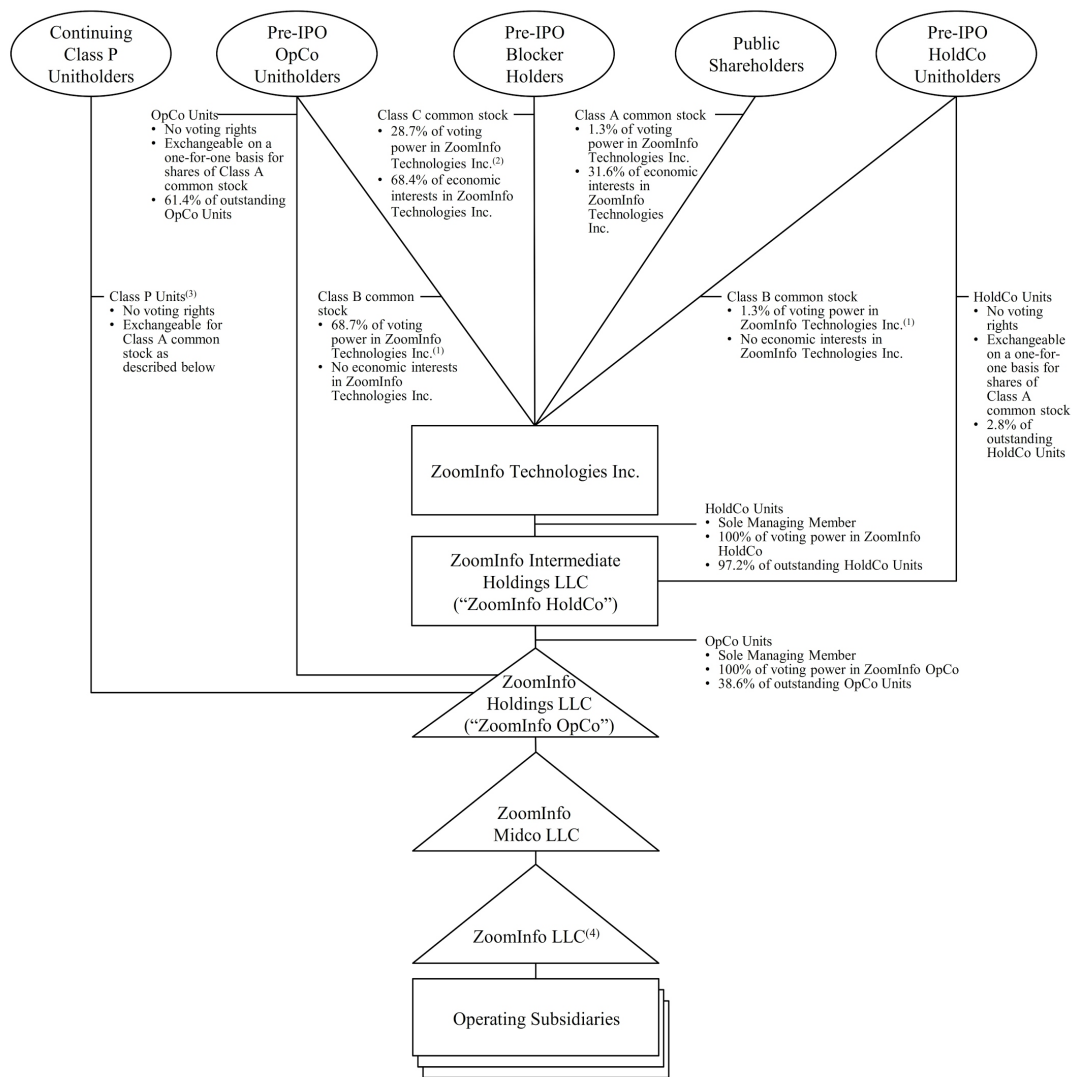 Continuing
Class P
Unitholders
Pre-IPO
OpCo
Unitholders
Pre-IPO
Blocker
Holders
Public
Shareholders
Pre-IPO
HoldCo
Unitholders
OpCo Units
• No voting rights
• Exchangeable on a
one-for-one basis for
shares of Class A
common stock
• 61.4% of outstanding
OpCo Units
Class C common stock
• 28.7% of voting
power in ZoomInfo
Technologies Inc.(2)
• 68.4% of economic
interests in ZoomInfo
Technologies Inc.
Class A common stock
• 1.3% of voting
power in ZoomInfo
Technologies Inc.
• 31.6% of economic
interests in
ZoomInfo
Technologies
Inc.
Class P Units(3)
• No voting rights
• Exchangeable for
Class A common
stock as
described below
Class B common
stock
• 68.7% of voting
power in ZoomInfo
Technologies Inc.(1)
• No economic interests
in ZoomInfo
Technologies Inc.
Class B common stock
• 1.3% of voting power in
ZoomInfo Technologies Inc.(1)
• No economic interests in
ZoomInfo Technologies Inc.
HoldCo Units
• No voting
rights
• Exchangeable
on a one-for-
one basis for
shares of
Class A
common stock
• 2.8% of
outstanding
HoldCo Units
ZoomInfo Technologies Inc.
HoldCo Units
• Sole Managing Member
• 100% of voting power in ZoomInfo
HoldCo
• 97.2% of outstanding HoldCo Units
ZoomInfo Intermediate
Holdings LLC
(“ZoomInfo HoldCo”)
OpCo Units
• Sole Managing Member
• 100% of voting power in ZoomInfo OpCo
• 38.6% of outstanding OpCo Units
ZoomInfo
Holdings LLC
(“ZoomInfo OpCo”)
ZoomInfo
Midco LLC
ZoomInfo LLC(4)
Operating Subsidiaries